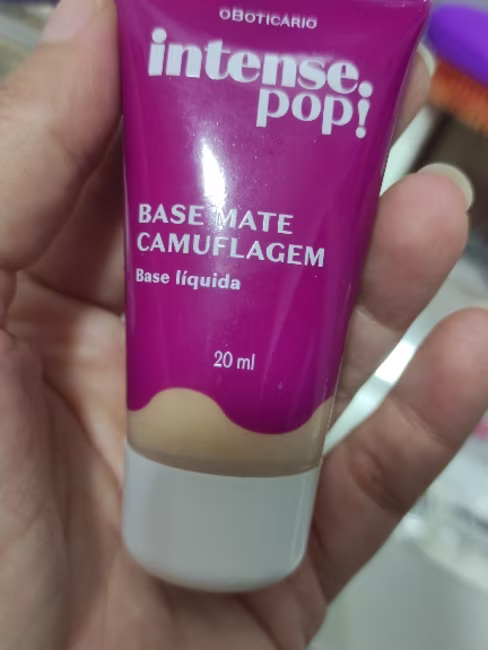 oBOTICÁRIO
intense
pop!
BASE MATE
CAMUFLAGEM
Base líquida
20 ml